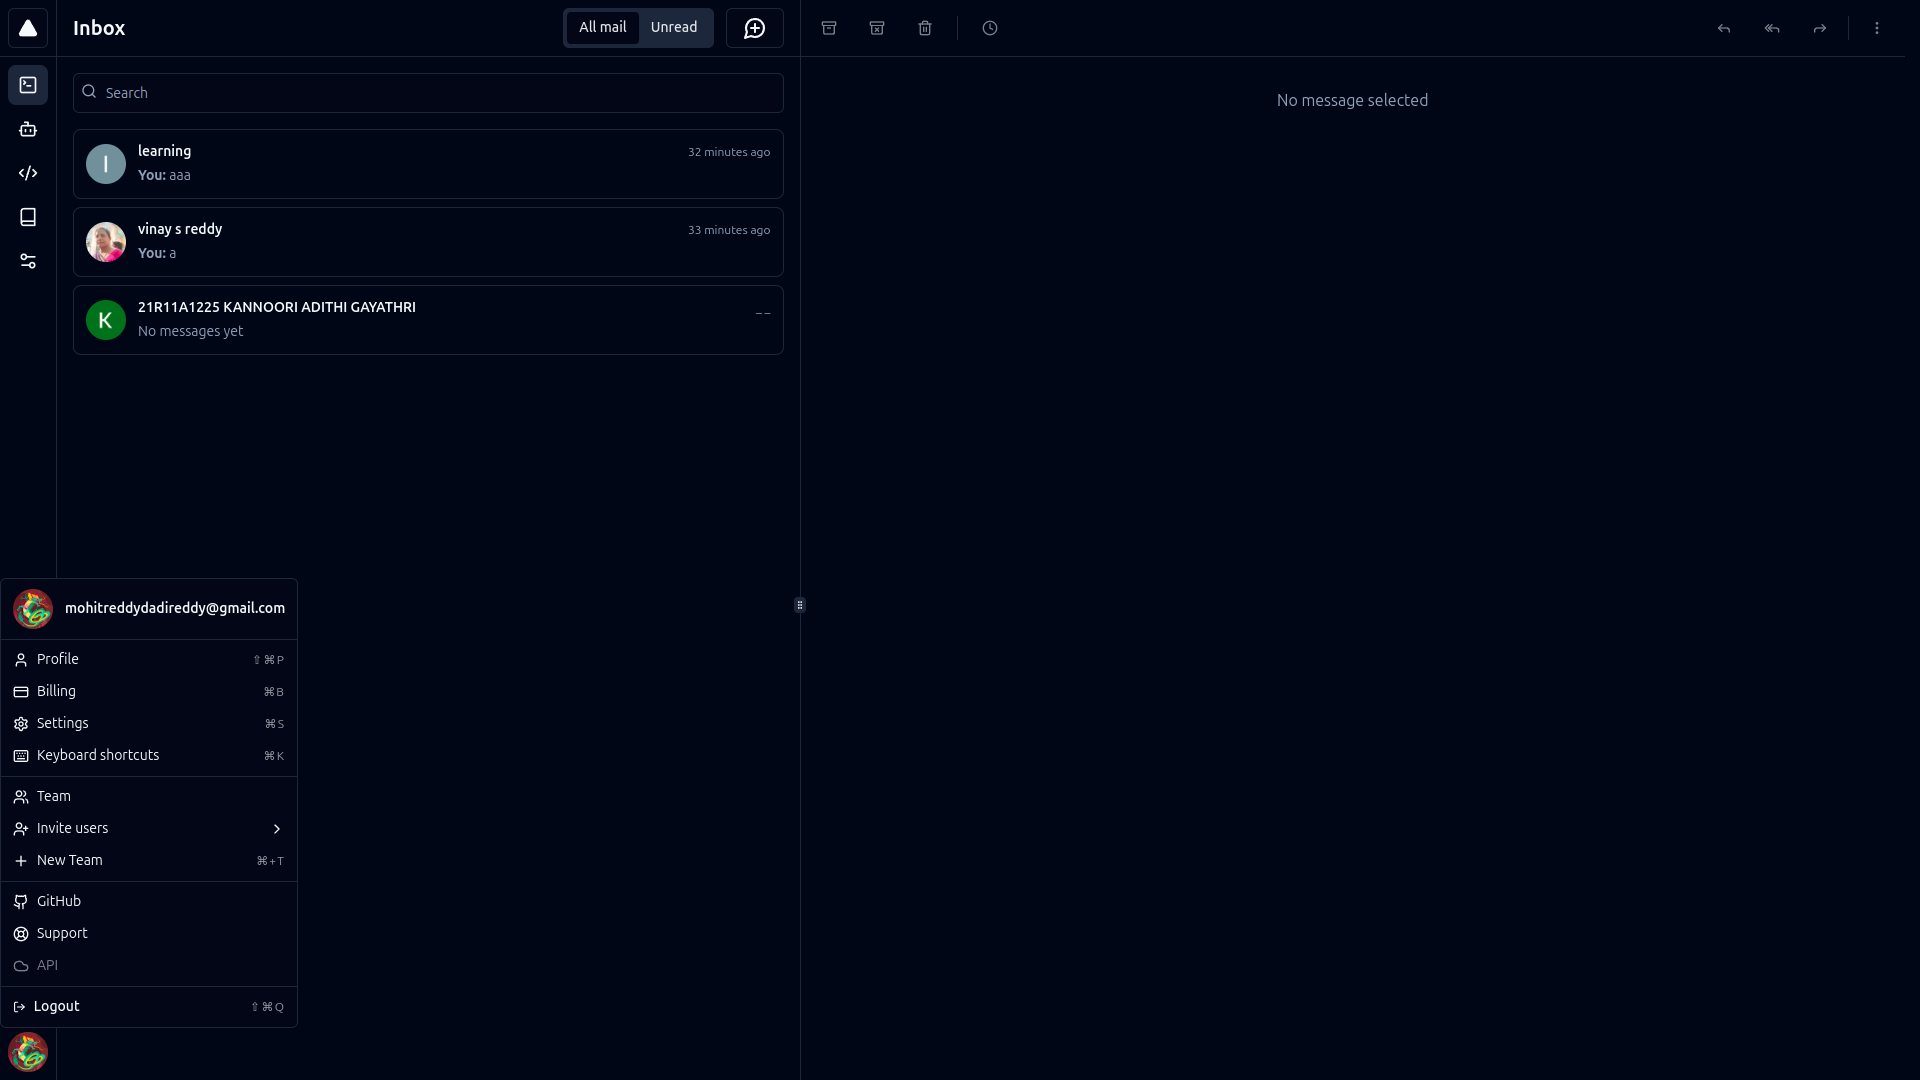 Inbox
All mail
Unread
Search
learning
32 minutes ago
You: aaa
vinay s reddy
33 minutes ago
You: a
K
21R11A1225 KANNOORI ADITHI GAYATHRI
--
No messages yet
No message selected
mohitreddydadireddy@gmail.com
Profile ⇧⌘P
Billing ⌘B
Settings ⌘S
Keyboard shortcuts ⌘K
Team
Invite users
New Team ⌘+T
GitHub
Support
API
Logout ⇧⌘Q